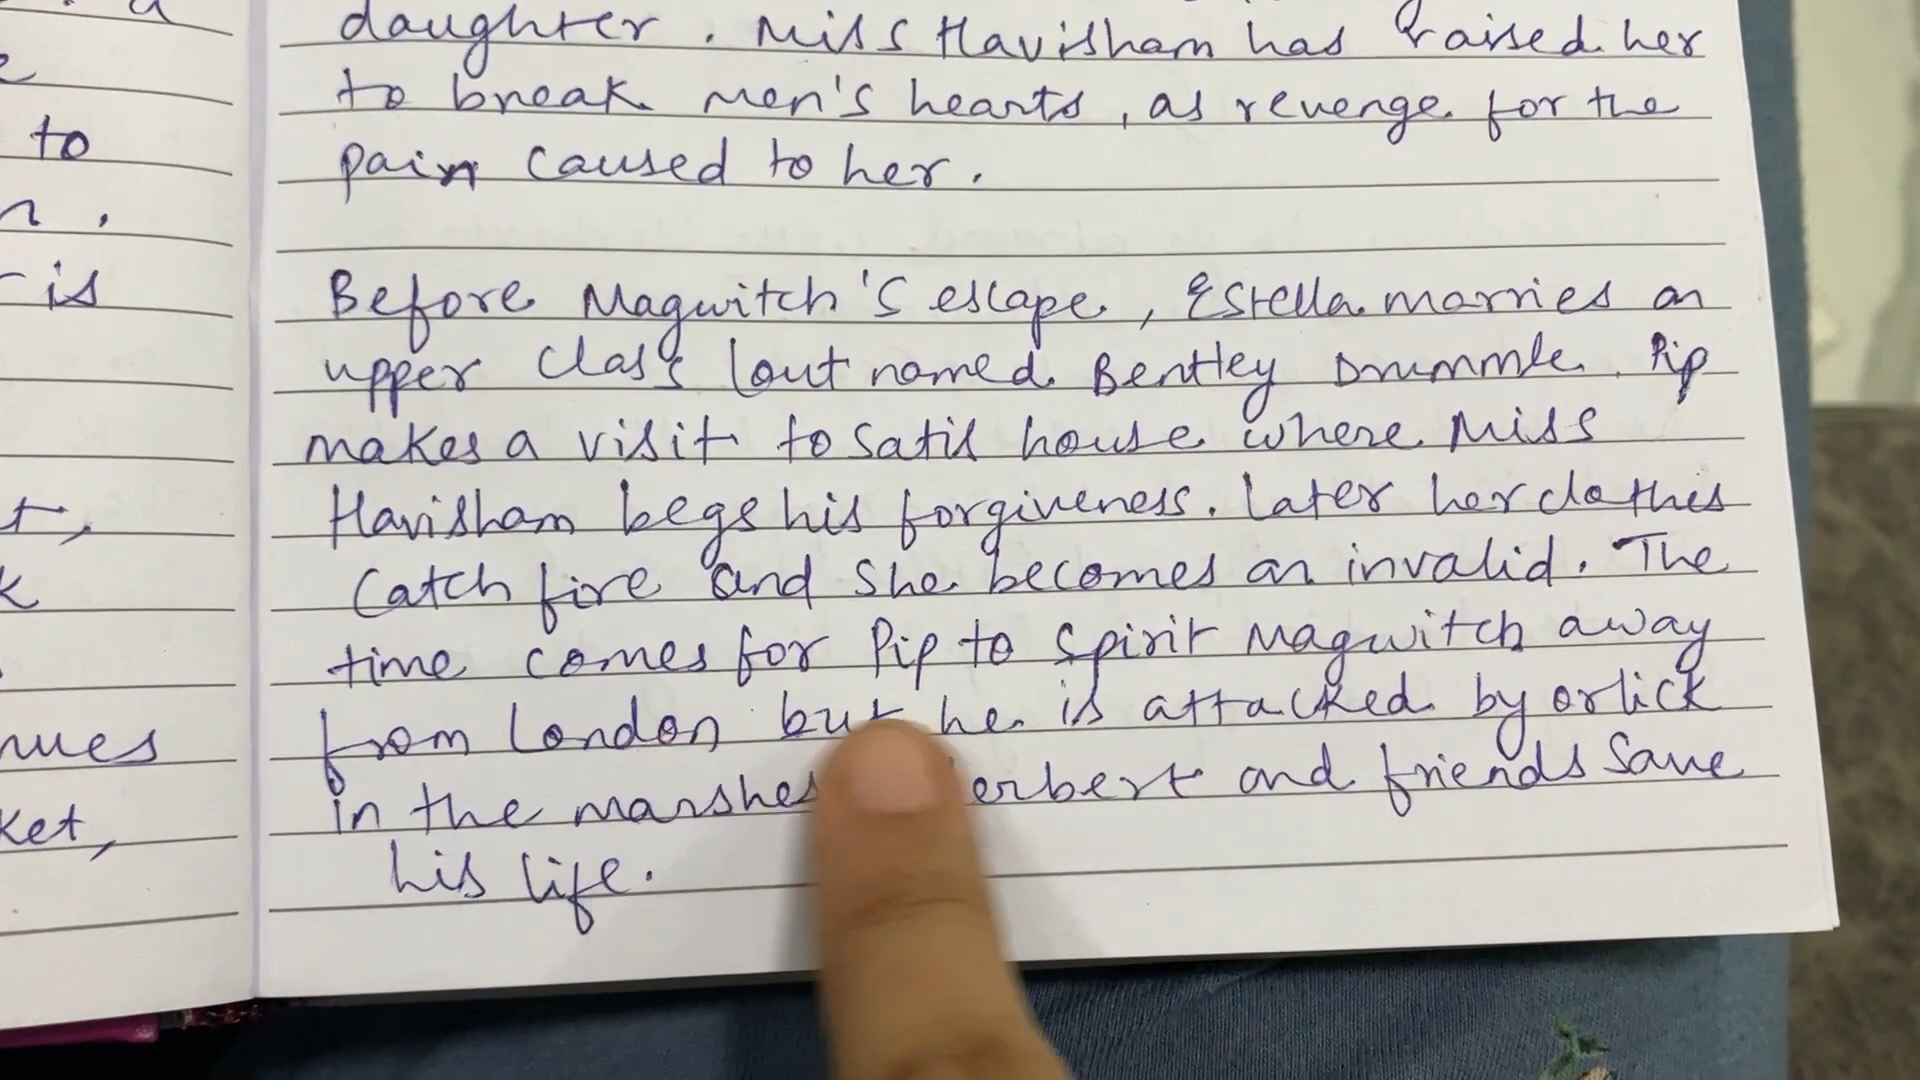 a
to
is
nues
ket,
daughter. Miss Havisham has raised her
to break men's hearts, as revenge for the
pain caused to her.
Before Magwitch's escape, Estella marries an
upper class lout named Bentley Drummle. Pip
makes a visit to Satis house where Miss
Havisham begs his forgiveness. Later her clothes
catch fire and she becomes an invalid. The
time comes for Pip to spirit Magwitch away
from London but he is attacked by orlick
in the marshes erbert and friends save
his life.